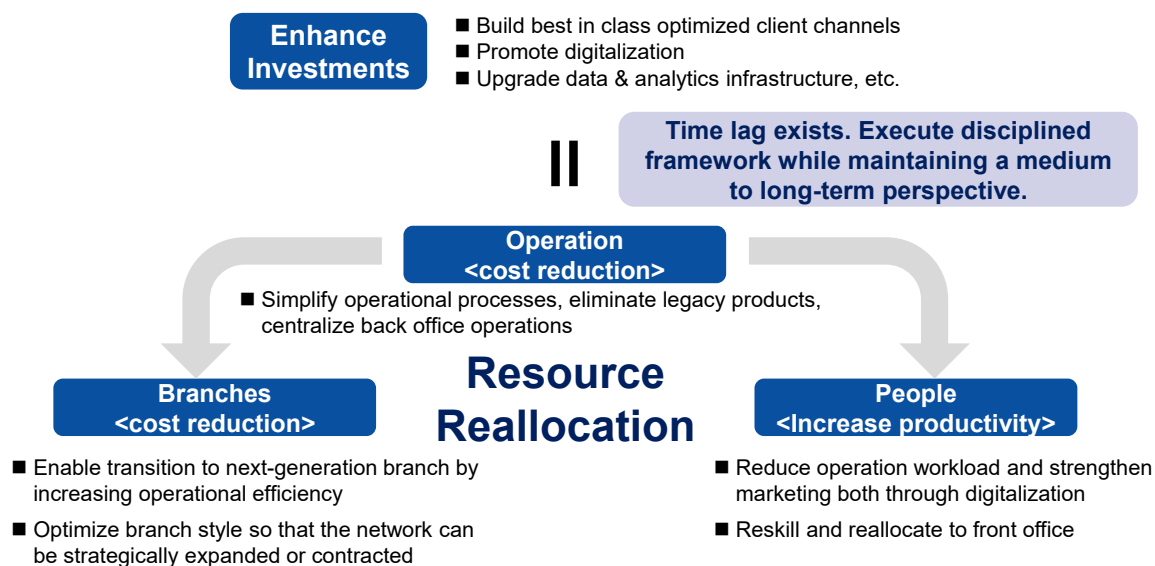 Enhance
Investments
■ Build best in class optimized client channels
■ Promote digitalization
■ Upgrade data & analytics infrastructure, etc.
Time lag exists. Execute disciplined
framework while maintaining a medium
to long-term perspective.
Operation
<cost reduction>
■ Simplify operational processes, eliminate legacy products,
centralize back office operations
Resource
Reallocation
Branches
<cost reduction>
■ Enable transition to next-generation branch by
increasing operational efficiency
■ Optimize branch style so that the network can
be strategically expanded or contracted
People
<Increase productivity>
■ Reduce operation workload and strengthen
marketing both through digitalization
■ Reskill and reallocate to front office